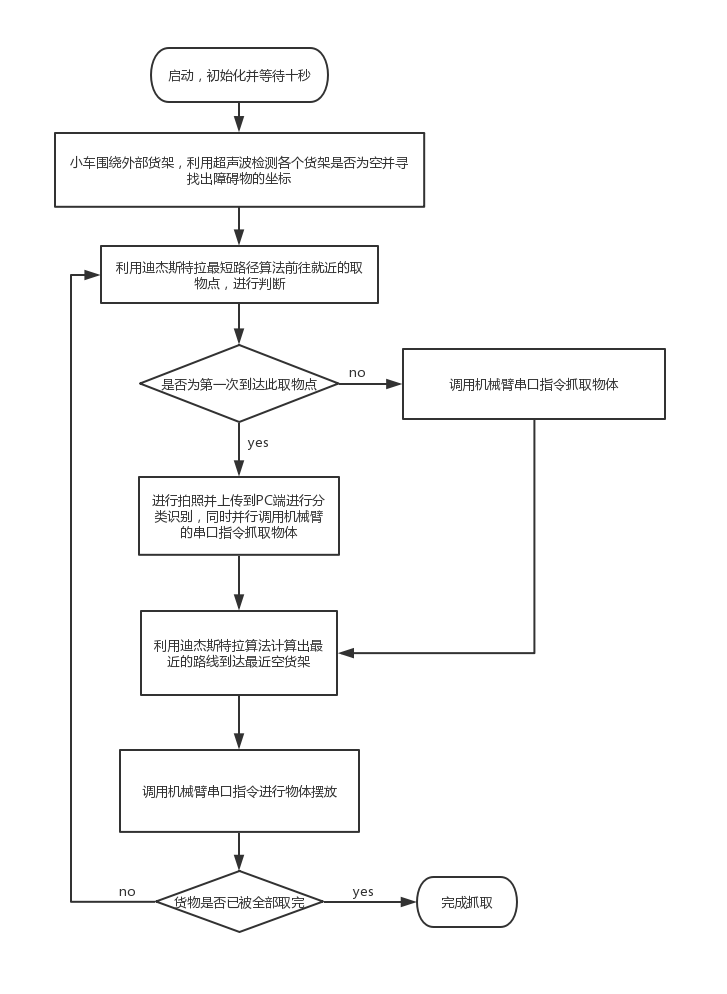 启动，初始化并等待十秒
小车围绕外部货架，利用超声波检测各个货架是否为空并寻
找出障碍物的坐标
利用迪杰斯特拉最短路径算法前往就近的取
物点，进行判断
是否为第一次到达此取物点
no
调用机械臂串口指令抓取物体
yes
进行拍照并上传到PC端进行分
类识别，同时并行调用机械臂
的串口指令抓取物体
利用迪杰斯特拉算法计算出最
近的路线到达最近空货架
调用机械臂串口指令进行物体摆放
no
货物是否已被全部取完
yes
完成抓取